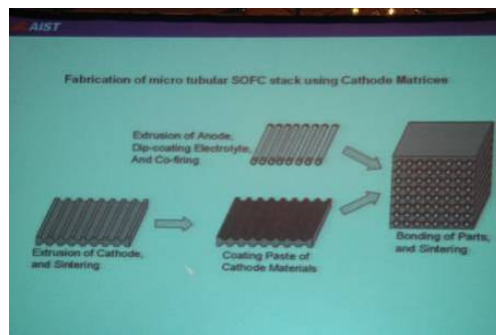 AIST
Fabrication of micro tubular SOFC stack using Cathode Matrices
Extrusion of Anode,
Dip-coating Electrolyte,
And Co-firing
Extrusion of Cathode,
and Sintering
Coating Paste of
Cathode Materials
Bonding of Parts,
and Sintering